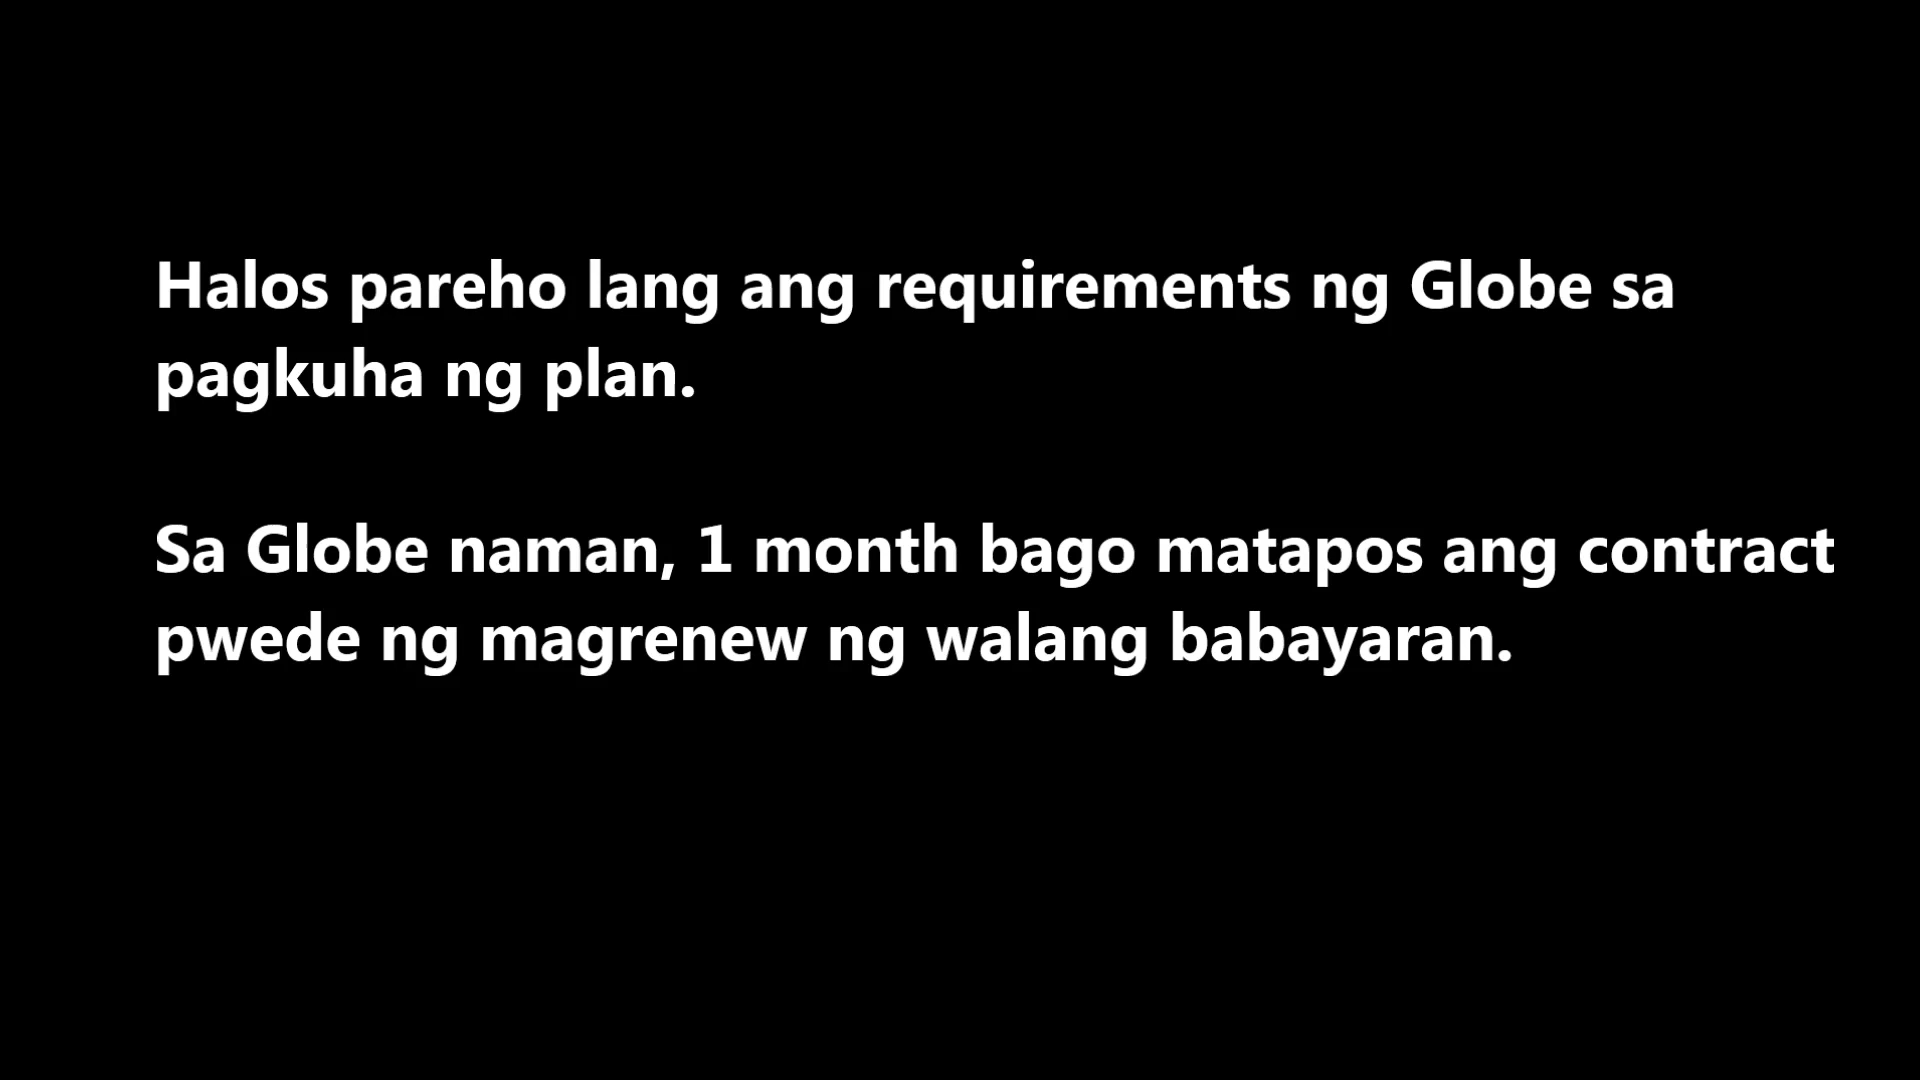 Halos pareho lang ang requirements ng Globe sa
pagkuha ng plan.
Sa Globe naman, 1 month bago matapos ang contract
pwede ng magrenew ng walang babayaran.